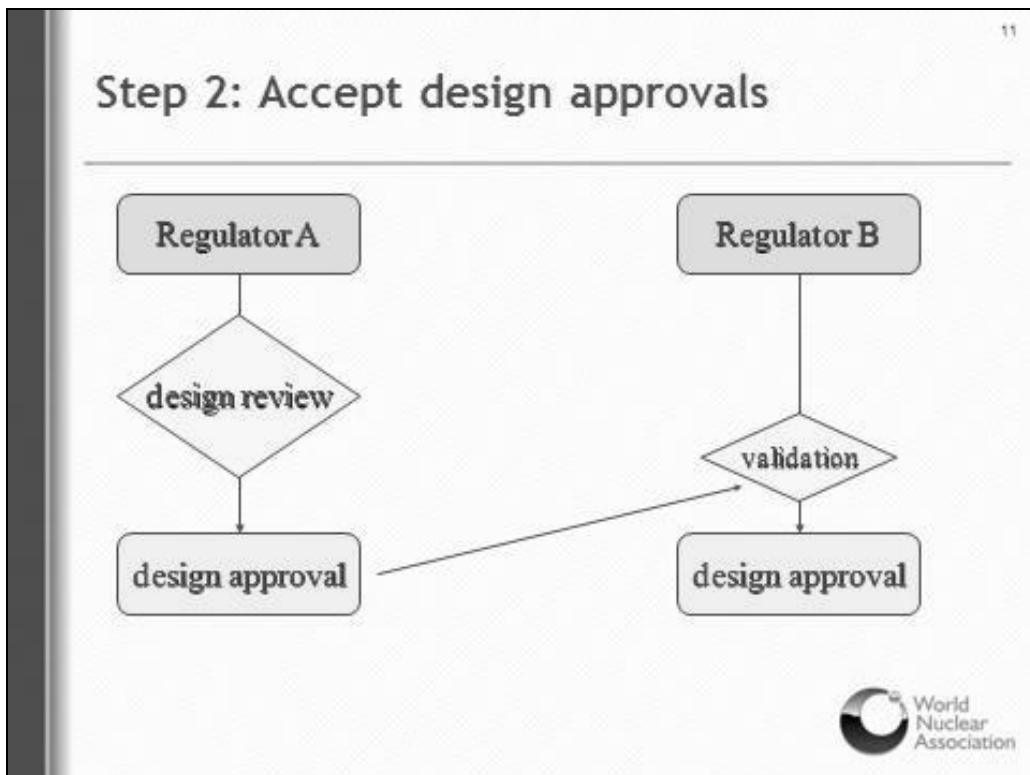 11
Step 2: Accept design approvals
Regulator A
Regulator B
design review
validation
design approval
design approval
World
Nuclear
Association